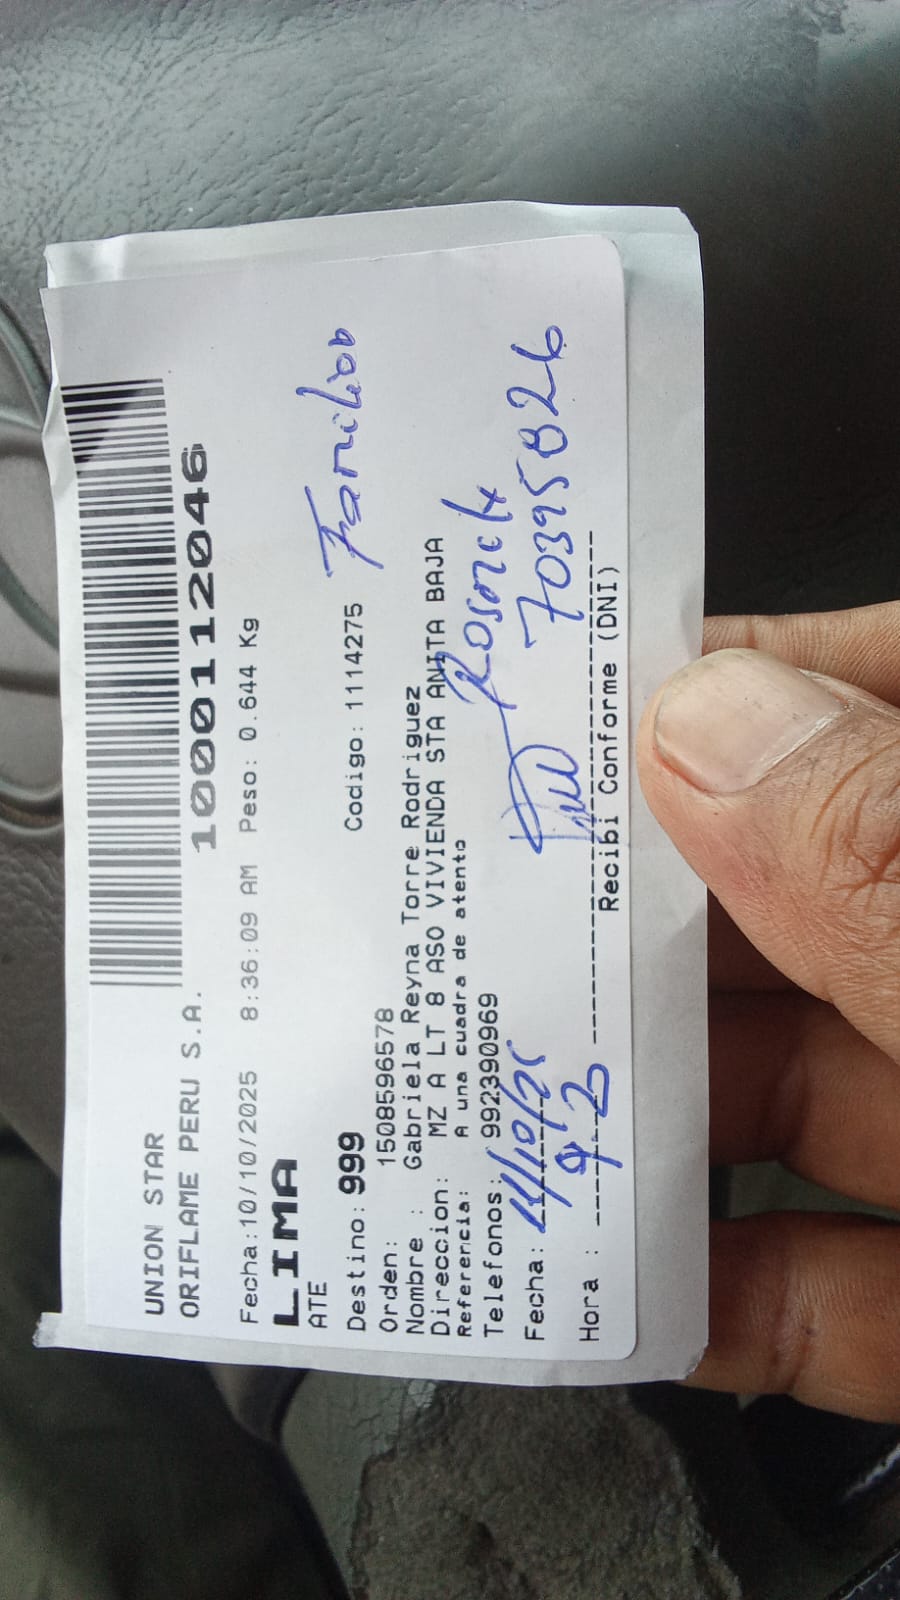 UNION STAR
ORIFLAME PERU S.A.
1000112046
Fecha:10/10/2025 8:36:09 AM Peso: 0.644 Kg
LIMA
ATE
Destino: 999 Codigo: 1114275
Familiar
Orden: 1508596578
Nombre : Gabriela Reyna Torre Rodriguez
Direccion: MZ A LT 8 ASO VIVIENDA STA ANITA BAJA
Referencia: A una cuadra de atento
Telefonos: 992390969
Fecha: 11/10/25
70395826
Hora :
Recibi Conforme (DNI)